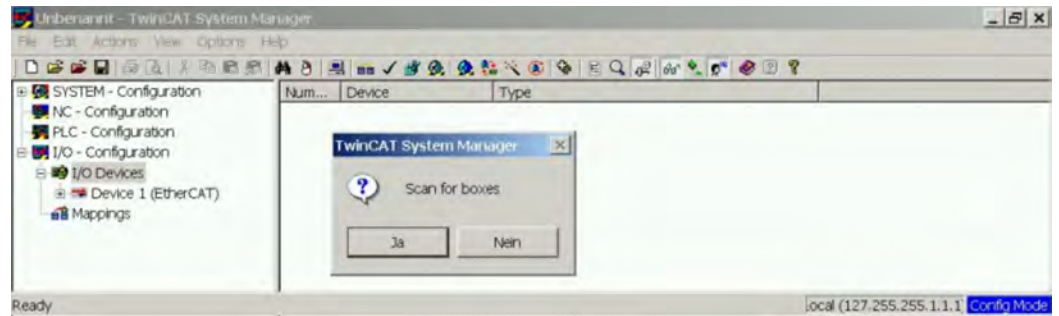 Unbenannt - TwinCAT System Manager
File Edit Actions View Options Help
SYSTEM - Configuration
NC - Configuration
PLC - Configuration
I/O - Configuration
I/O Devices
Device 1 (EtherCAT)
Mappings
Num... Device Type
TwinCAT System Manager
Scan for boxes
Ja Nein
Ready
ocal (127.255.255.1.1.1) Config Mode